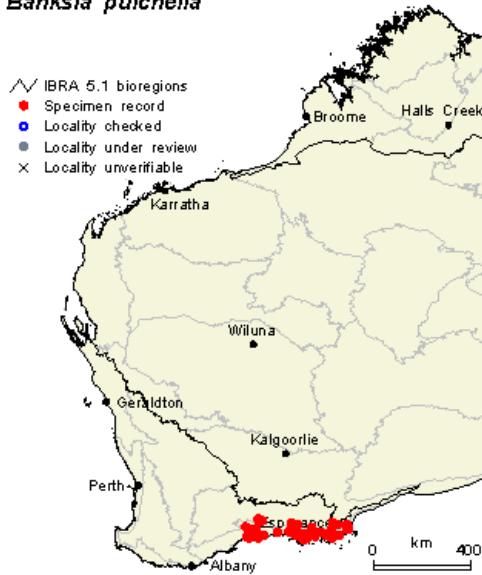 Banksia pulchella
IBRA 5.1 bioregions
Specimen record
Locality checked
Locality under review
Locality unverifiable
Broome
Halls Creek
Karratha
Wiluna
Geraldton
Kalgoorlie
Perth
Esperance
Albany
0 km 400